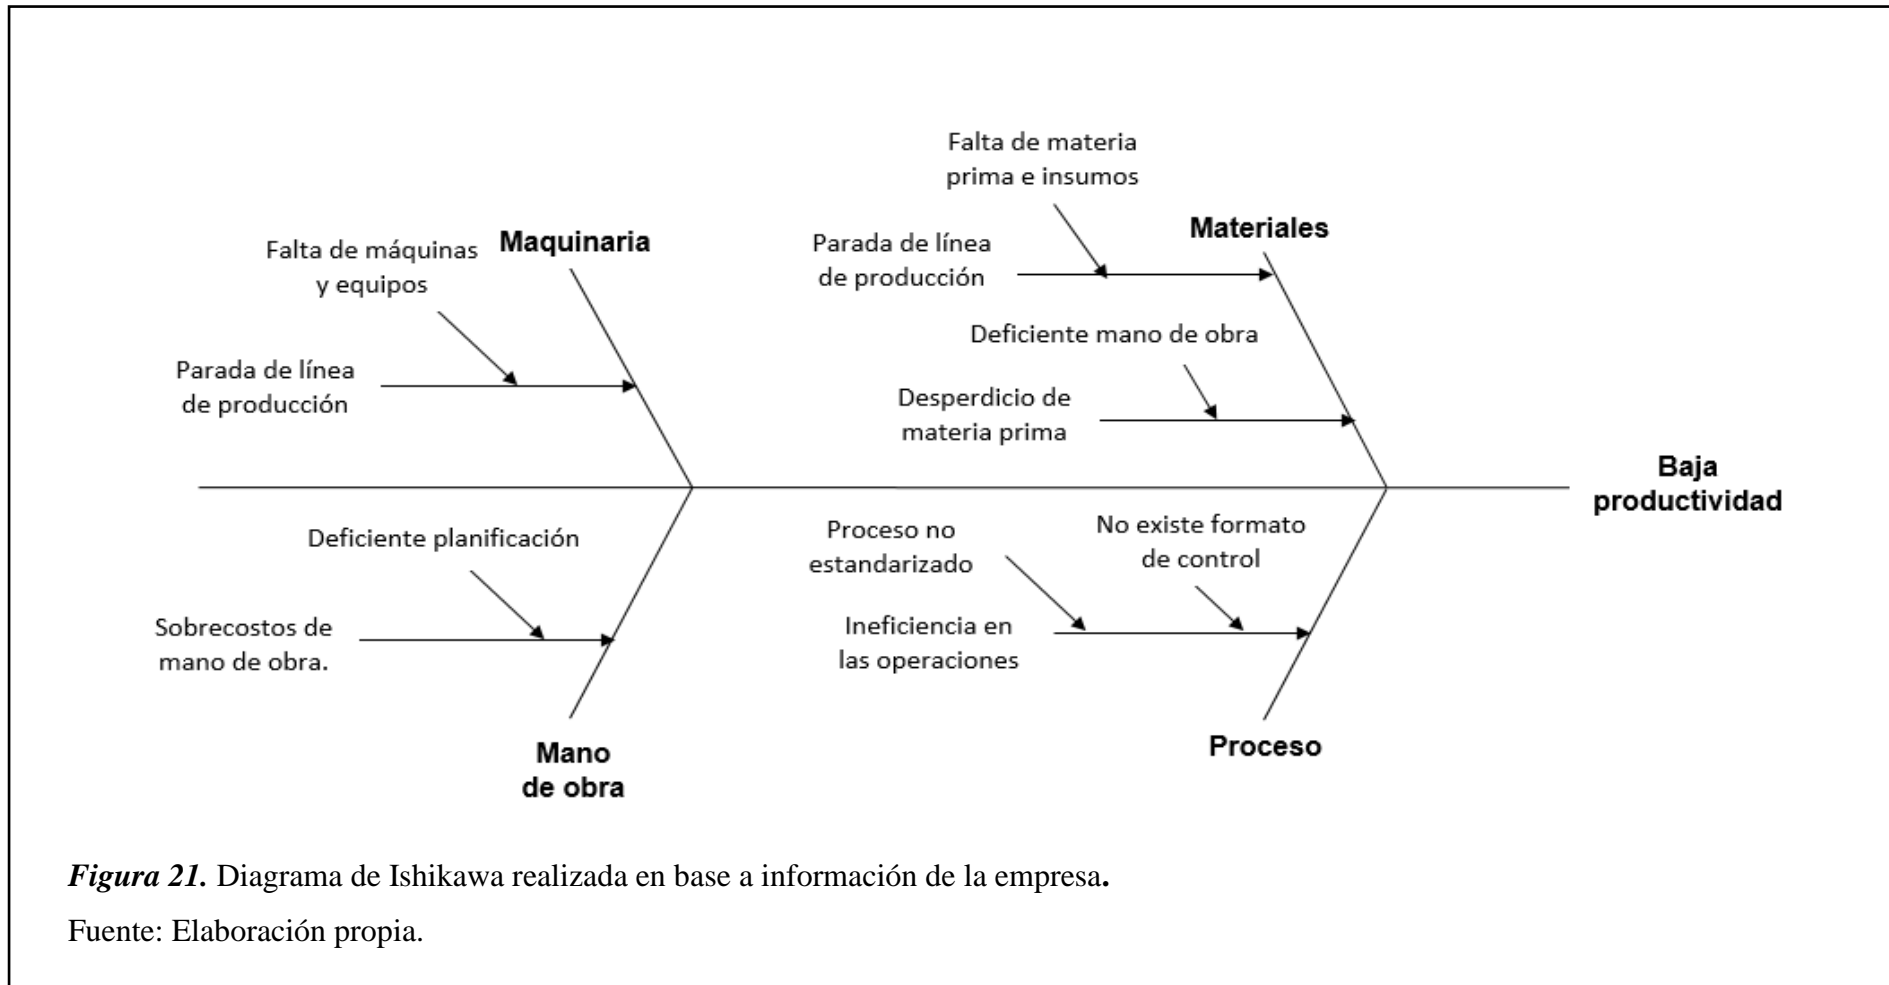 Falta de materia
prima e insumos
Materiales
Parada de línea
de producción
Falta de máquinas
y equipos
Maquinaria
Deficiente mano de obra
Parada de línea
de producción
Desperdicio de
materia prima
Baja
productividad
Deficiente planificación
Proceso no
estandarizado
No existe formato
de control
Sobrecostos de
mano de obra.
Ineficiencia en
las operaciones
Mano
de obra
Proceso
Figura 21. Diagrama de Ishikawa realizada en base a información de la empresa.
Fuente: Elaboración propia.